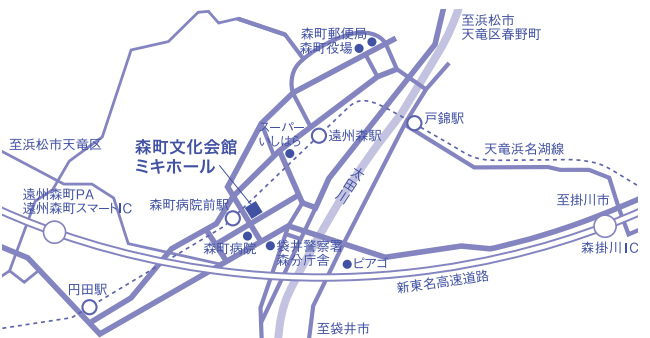 至浜松市
天竜区春野町
森町郵便局
森町役場
戸綿駅
スーパー
いしはら
遠州森駅
天竜浜名湖線
至浜松市天竜区
森町文化会館
ミキホール
太田川
遠州森町PA
遠州森町スマートIC
森町病院前駅
至掛川市
森町病院
袋井警察署
森分庁舎
ピアゴ
森掛川IC
新東名高速道路
円田駅
至袋井市